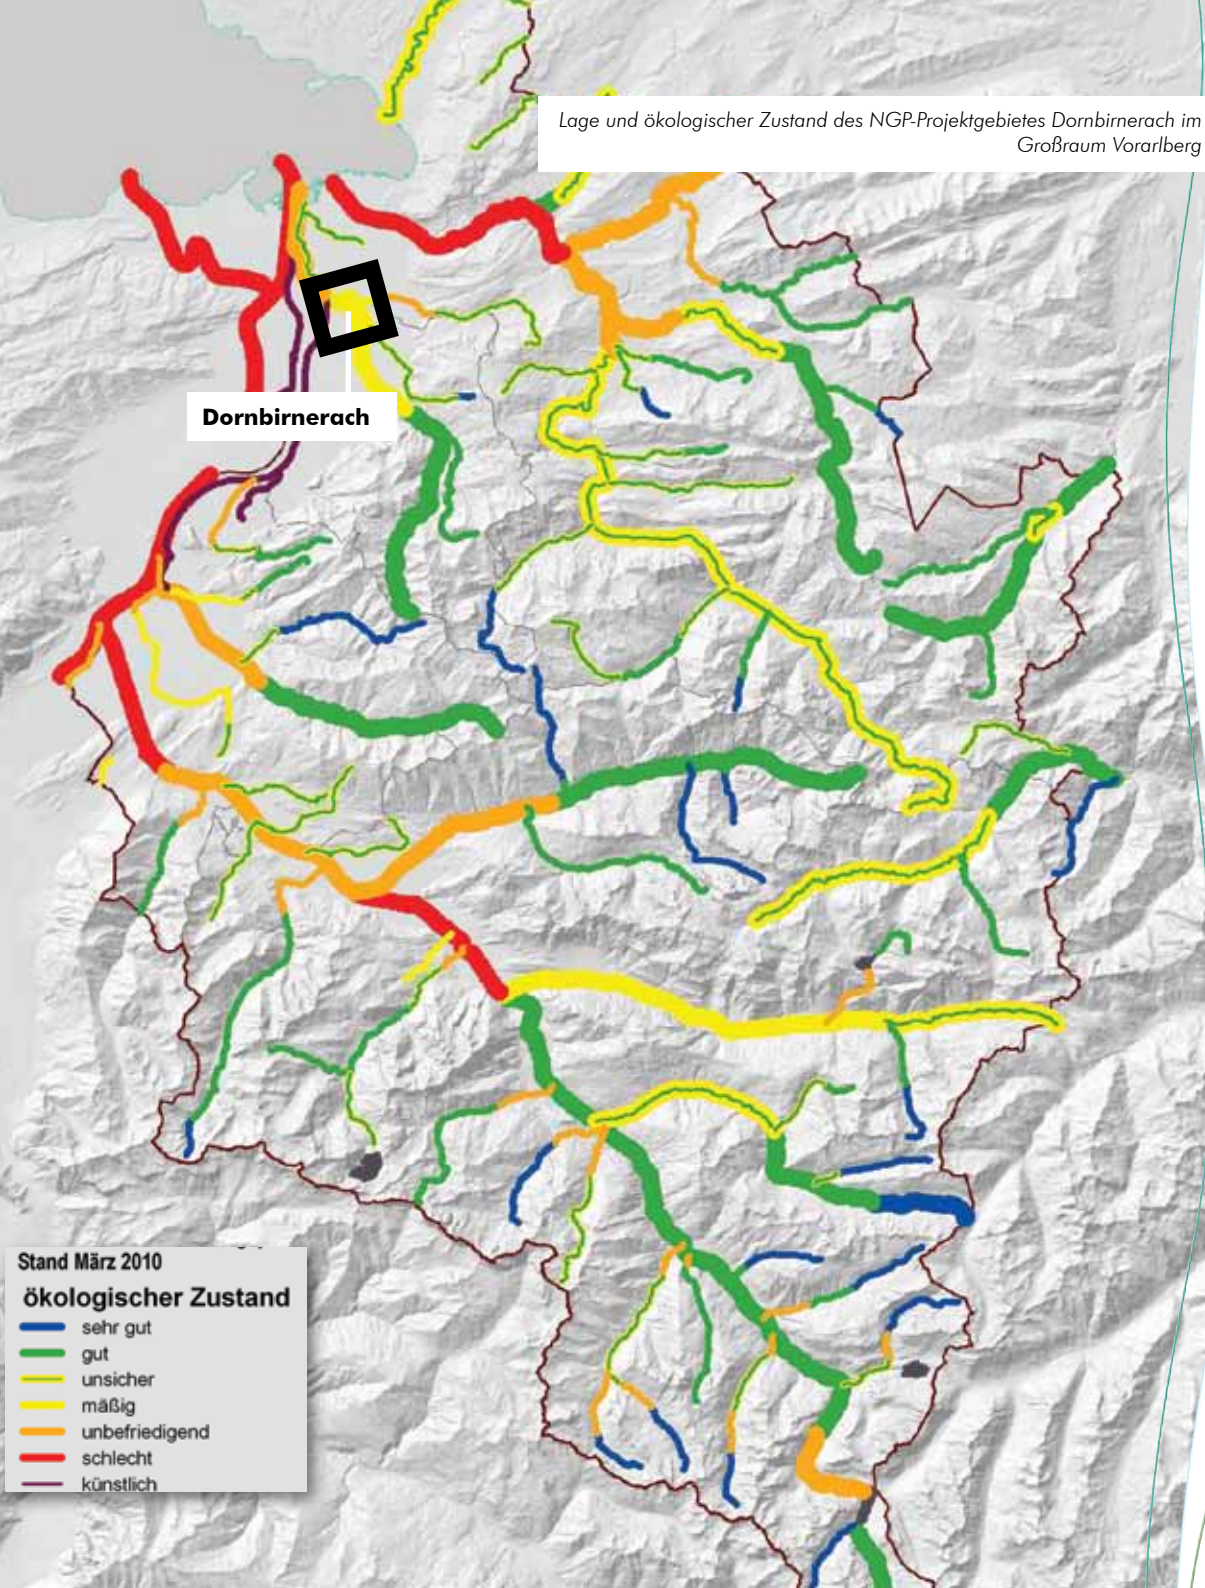 Lage und ökologischer Zustand des NGP-Projektgebietes Dornbirnerach im
Großraum Vorarlberg
Dornbirnerach
Stand März 2010
ökologischer Zustand
sehr gut
gut
unsicher
mäßig
unbefriedigend
schlecht
künstlich